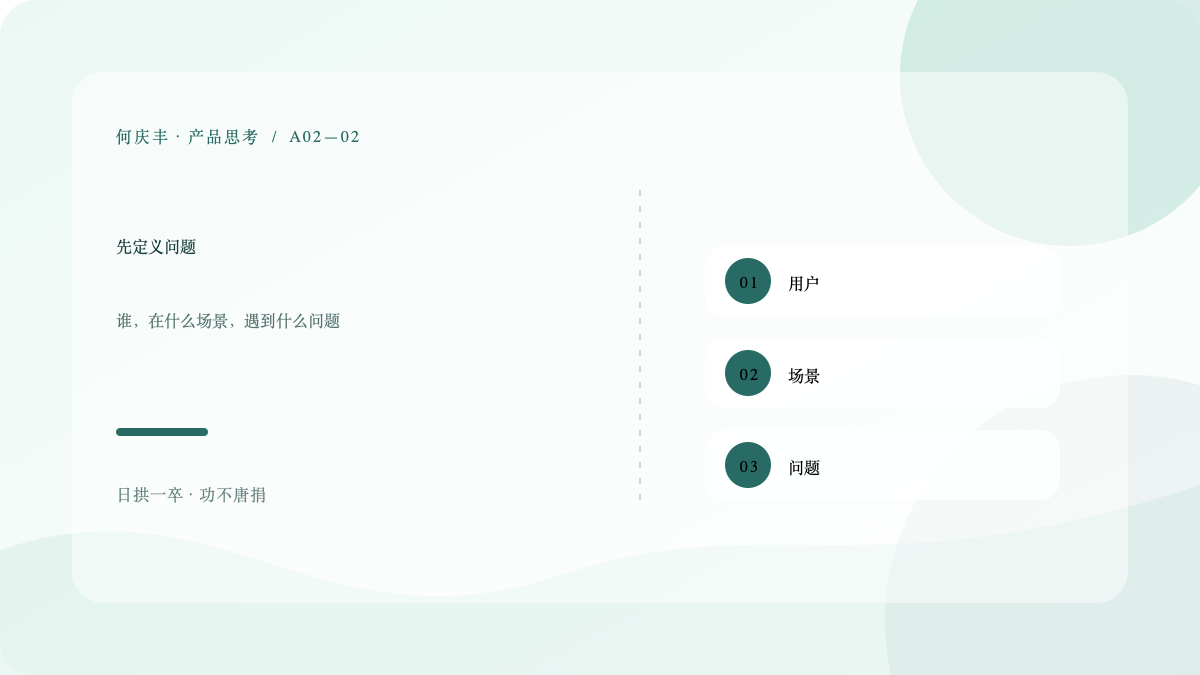 何庆丰 · 产品思考 / A02—02
先定义问题
谁，在什么场景，遇到什么问题
日拱一卒 · 功不唐捐
01 用户
02 场景
03 问题